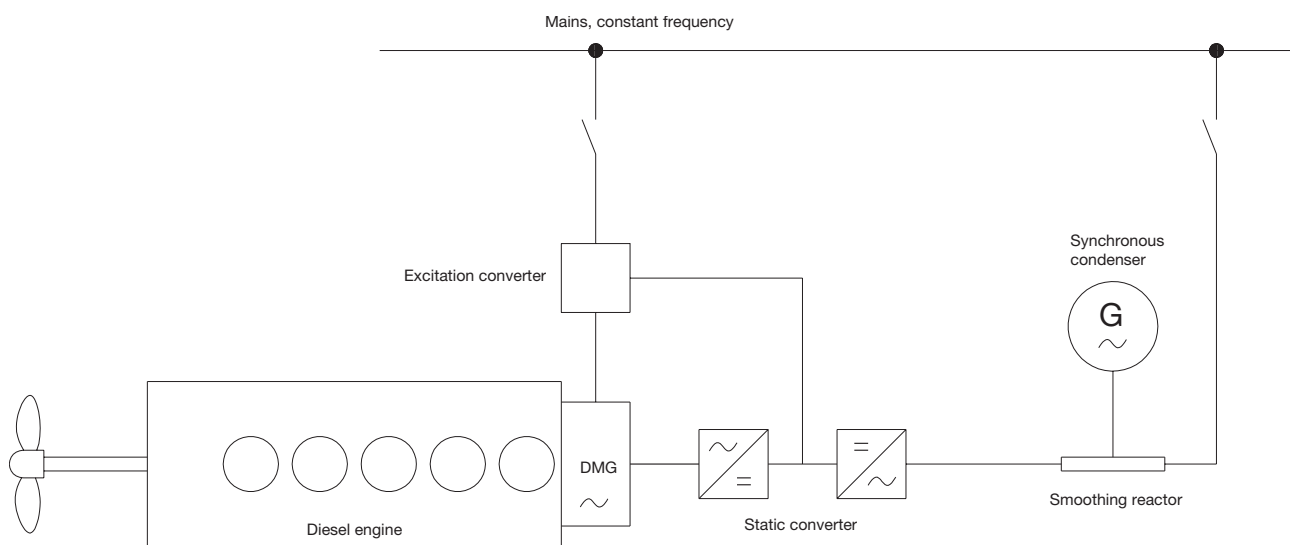 Mains, constant frequency
Synchronous
condenser
G
Excitation converter
DMG
Static converter
Smoothing reactor
Diesel engine